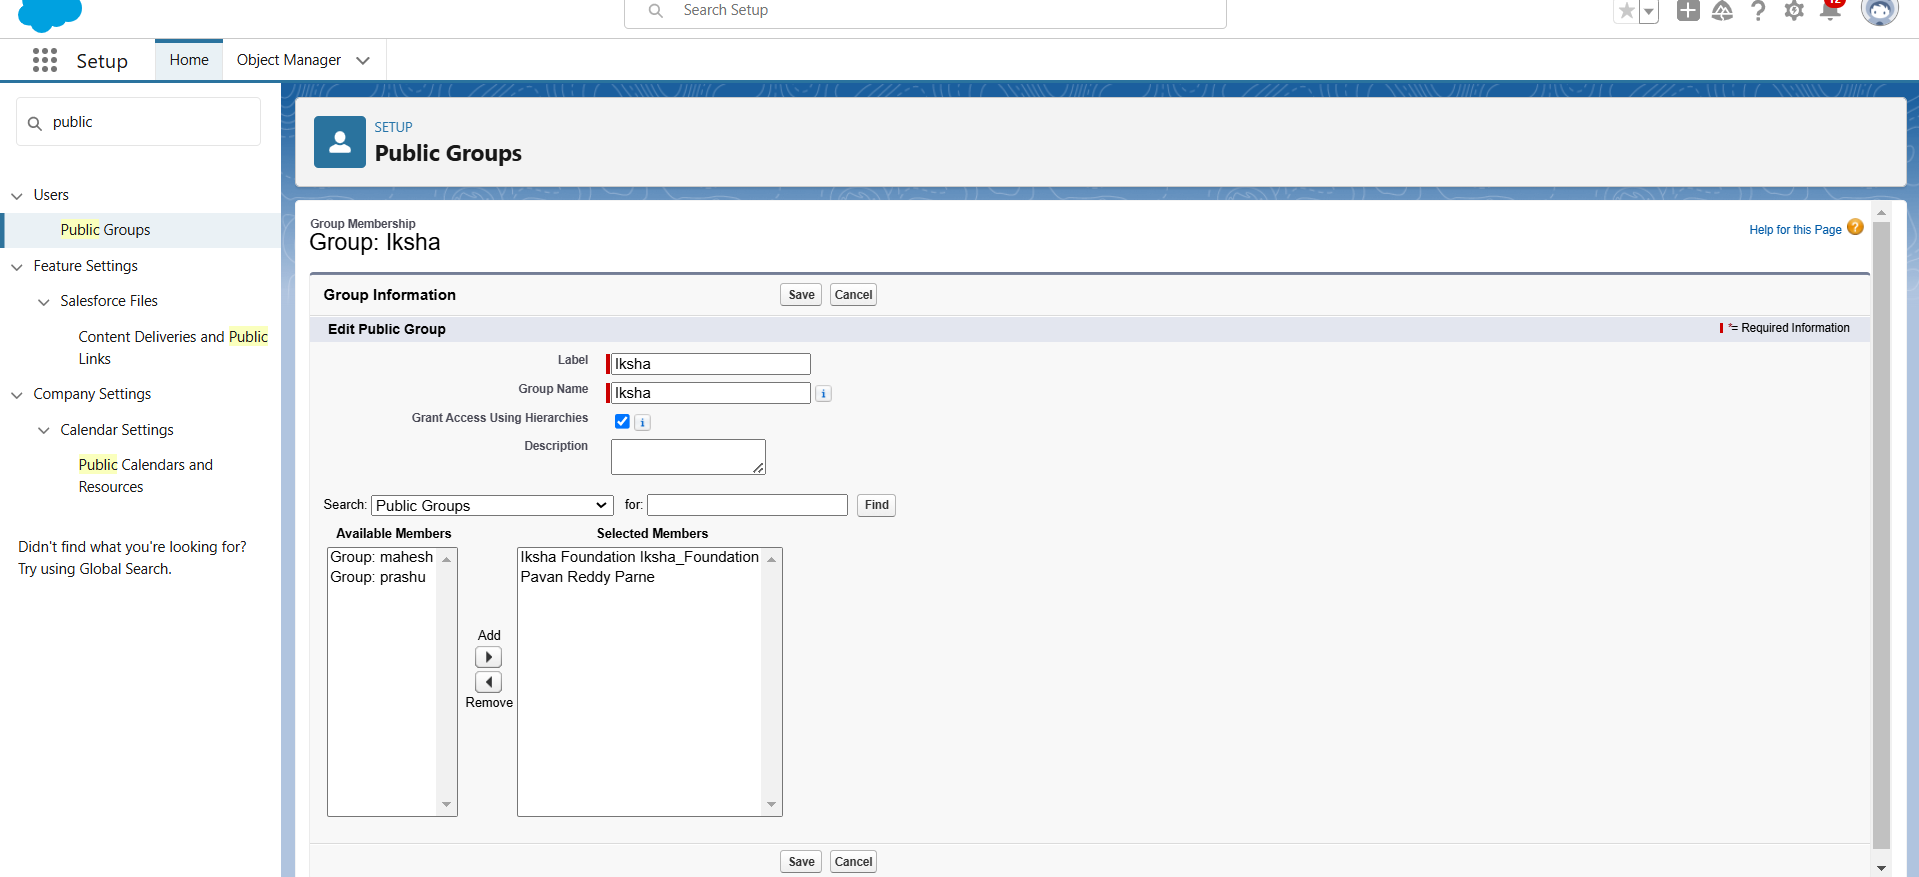 Search Setup
12
Setup
Home
Object Manager
public
Users
Public Groups
Feature Settings
Salesforce Files
Content Deliveries and Public
Links
Company Settings
Calendar Settings
Public Calendars and
Resources
Didn't find what you're looking for?
Try using Global Search.
SETUP
Public Groups
Group Membership
Group: Iksha
Help for this Page ?
Group Information
Save
Cancel
Edit Public Group
*= Required Information
Label
Iksha
Group Name
Iksha
i
Grant Access Using Hierarchies
i
Description
Search: Public Groups for:
Find
Available Members
Selected Members
Group: mahesh
Group: prashu
Iksha Foundation Iksha_Foundation
Pavan Reddy Parne
Add
Remove
Save
Cancel